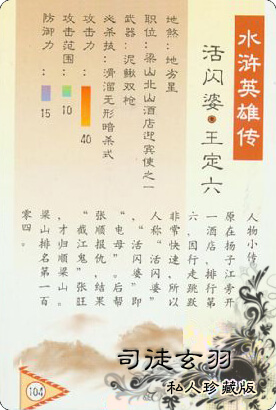 水浒英雄传
活闪婆·王定六
地煞：地劣星
职位：梁山北山酒店迎宾使之一
武器：泥鳅双枪
必杀技：滑溜无形暗杀式
攻击力： 40
攻击范围： 10
防御力： 15
人物小传：
原在扬子江旁开
一酒店，排行第
六，因行走跳跃
非常快速，所以
人称“活闪婆”
，“活闪婆”即
“电母”。后帮
张顺报仇，结果
“截江鬼”张旺
，才归顺梁山。
梁山排名第一百
零四。
104
司徒玄羽
私人珍藏版